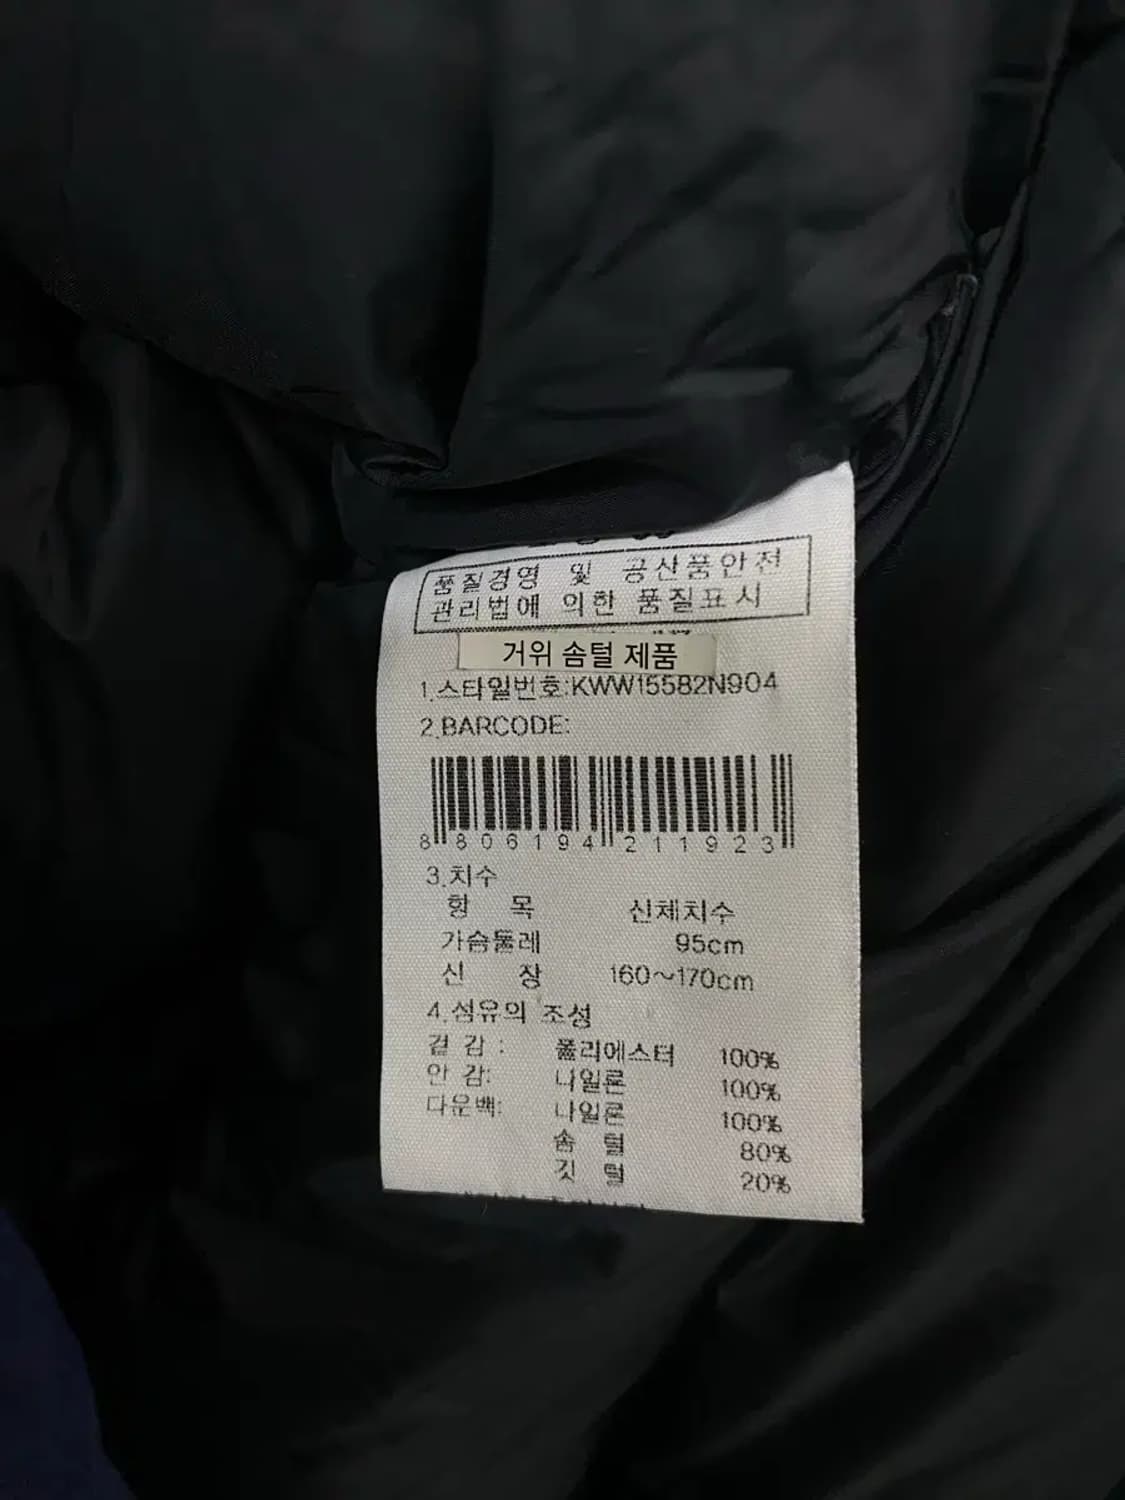 품질경영 및 공산품안전
관리법에 의한 품질표시
거위 솜털 제품
1.스타일번호:KWW15582N904
2.BARCODE:
8 806194 211923
3.치수
항 목 신체치수
가슴둘레 95cm
신 장 160~170cm
4.섬유의 조성
겉 감 : 폴리에스터 100%
안 감: 나일론 100%
다운백: 나일론 100%
솜 털 80%
깃 털 20%